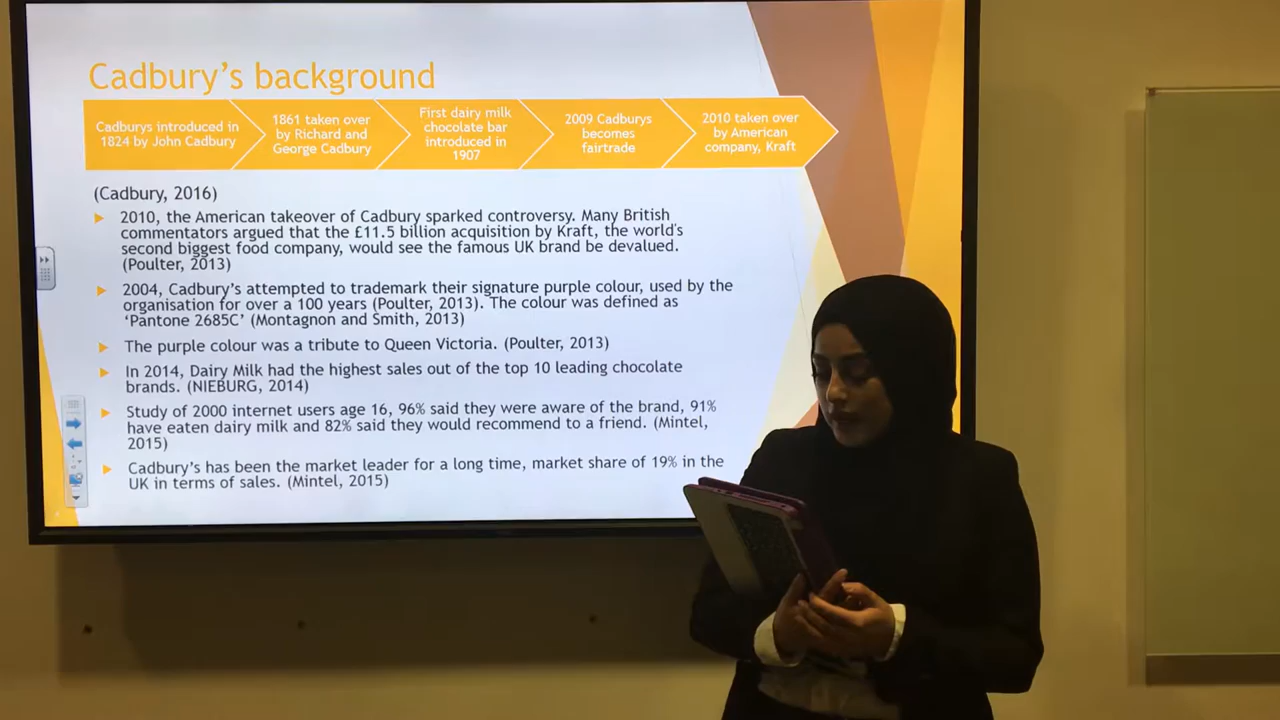 Cadbury's background
Cadburys introduced in
1824 by John Cadbury
1861 taken over
by Richard and
George Cadbury
First dairy milk
chocolate bar
introduced in
1907
2009 Cadburys
becomes
fairtrade
2010 taken over
by American
company, Kraft
(Cadbury, 2016)
2010, the American takeover of Cadbury sparked controversy. Many British
commentators argued that the £11.5 billion acquisition by Kraft, the world's
second biggest food company, would see the famous UK brand be devalued.
(Poulter, 2013)
2004, Cadbury's attempted to trademark their signature purple colour, used by the
organisation for over a 100 years (Poulter, 2013). The colour was defined as
'Pantone 2685C' (Montagnon and Smith, 2013)
The purple colour was a tribute to Queen Victoria. (Poulter, 2013)
In 2014, Dairy Milk had the highest sales out of the top 10 leading chocolate
brands. (NIEBURG, 2014)
Study of 2000 internet users age 16, 96% said they were aware of the brand, 91%
have eaten dairy milk and 82% said they would recommend to a friend. (Mintel,
2015)
Cadbury's has been the market leader for a long time, market share of 19% in the
UK in terms of sales. (Mintel, 2015)